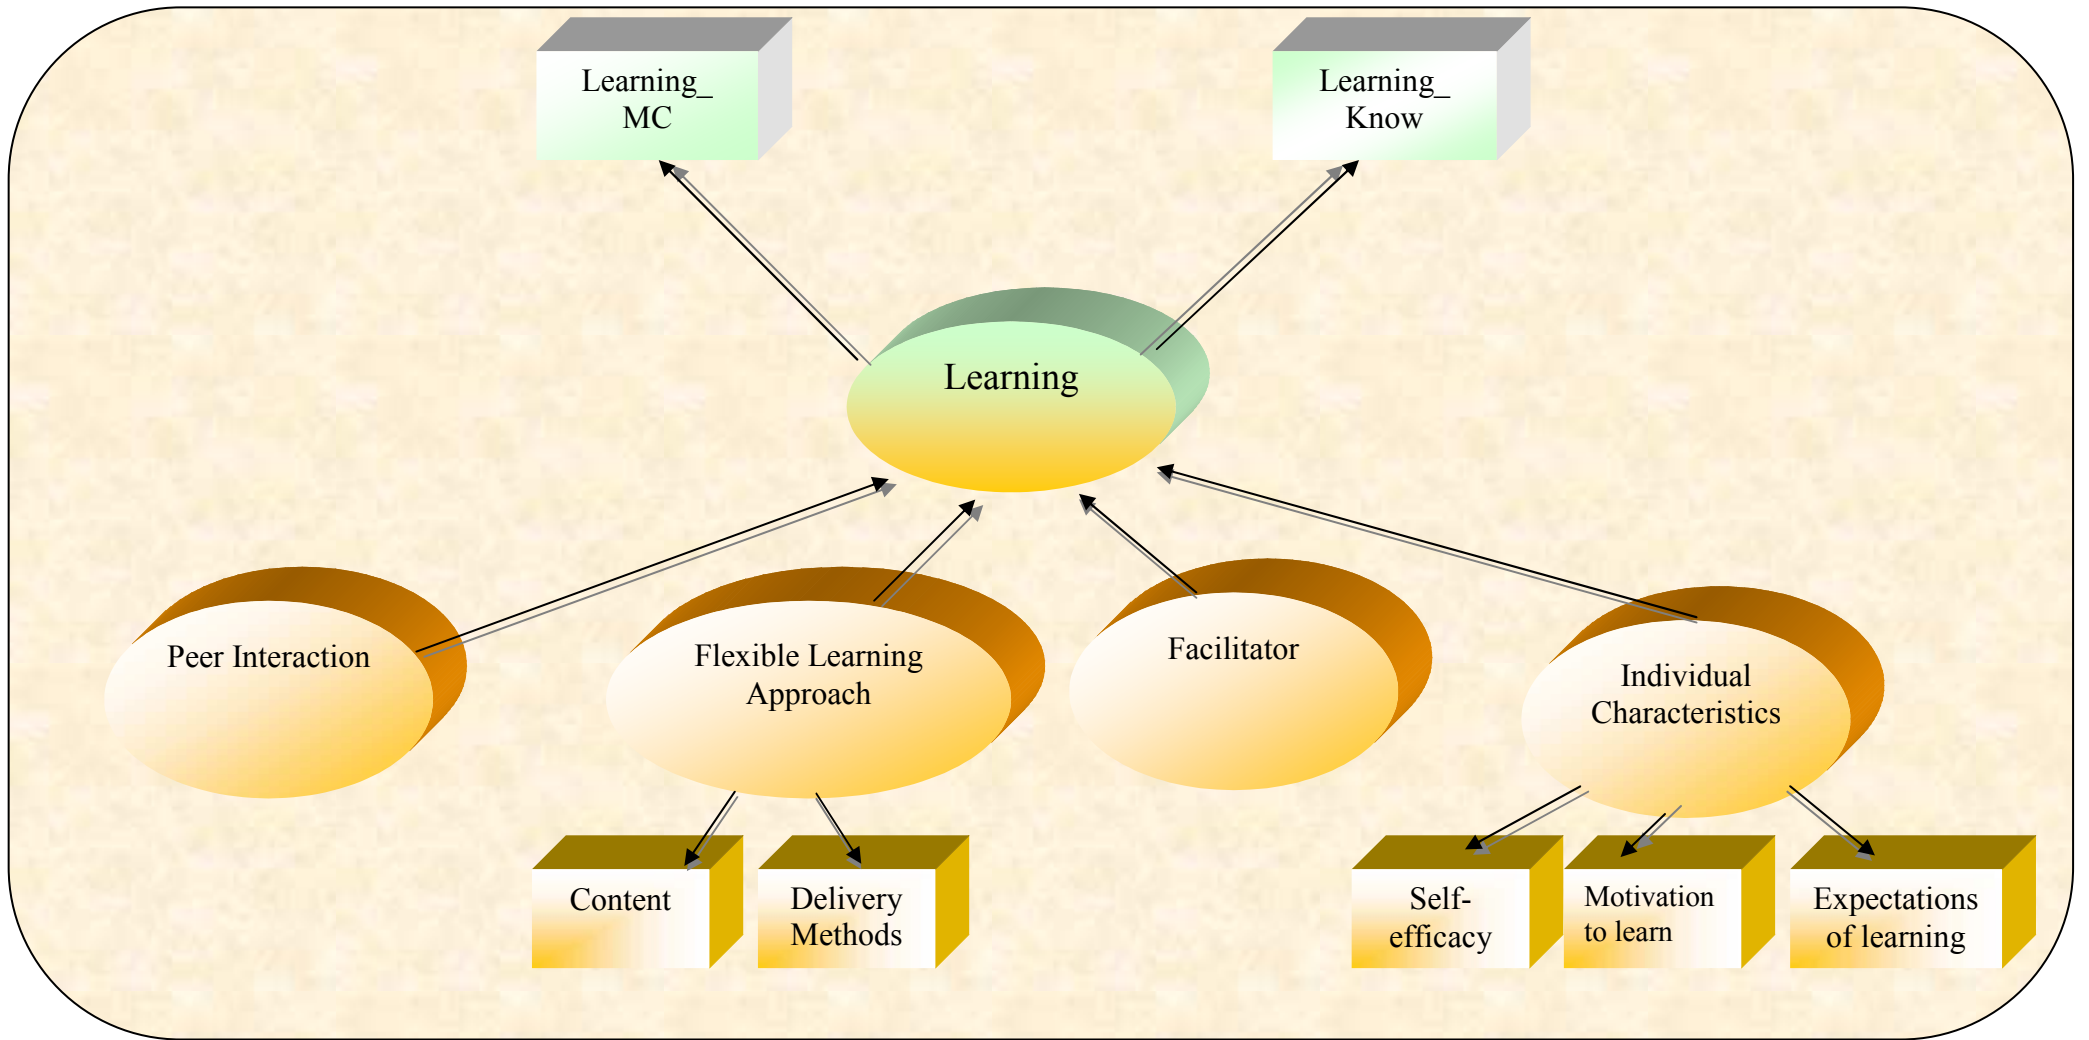 Learning_
MC
Learning_
Know
Learning
Peer Interaction
Flexible Learning
Approach
Facilitator
Individual
Characteristics
Content
Delivery
Methods
Self-
efficacy
Motivation
to learn
Expectations
of learning